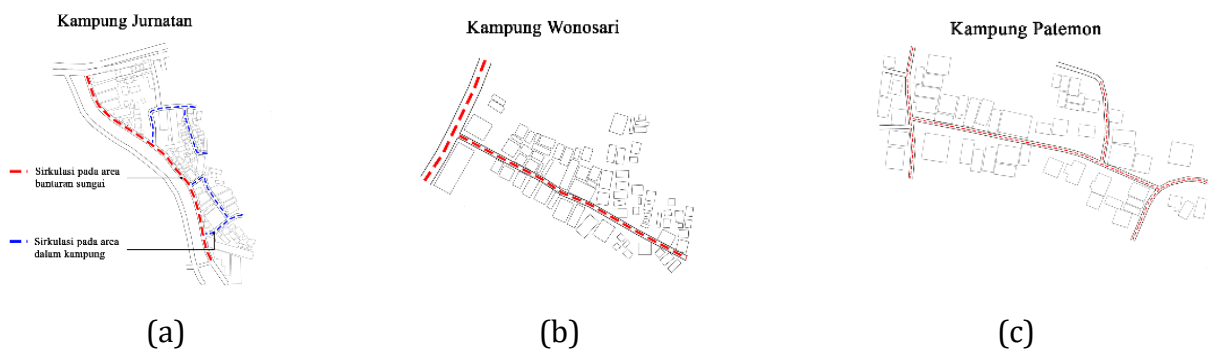 Kampung Jurnatan
Kampung Wonosari
Kampung Patemon
Sirkulasi pada area
bantaran sungai
Sirkulasi pada area
dalam kampung
(a)
(b)
(c)